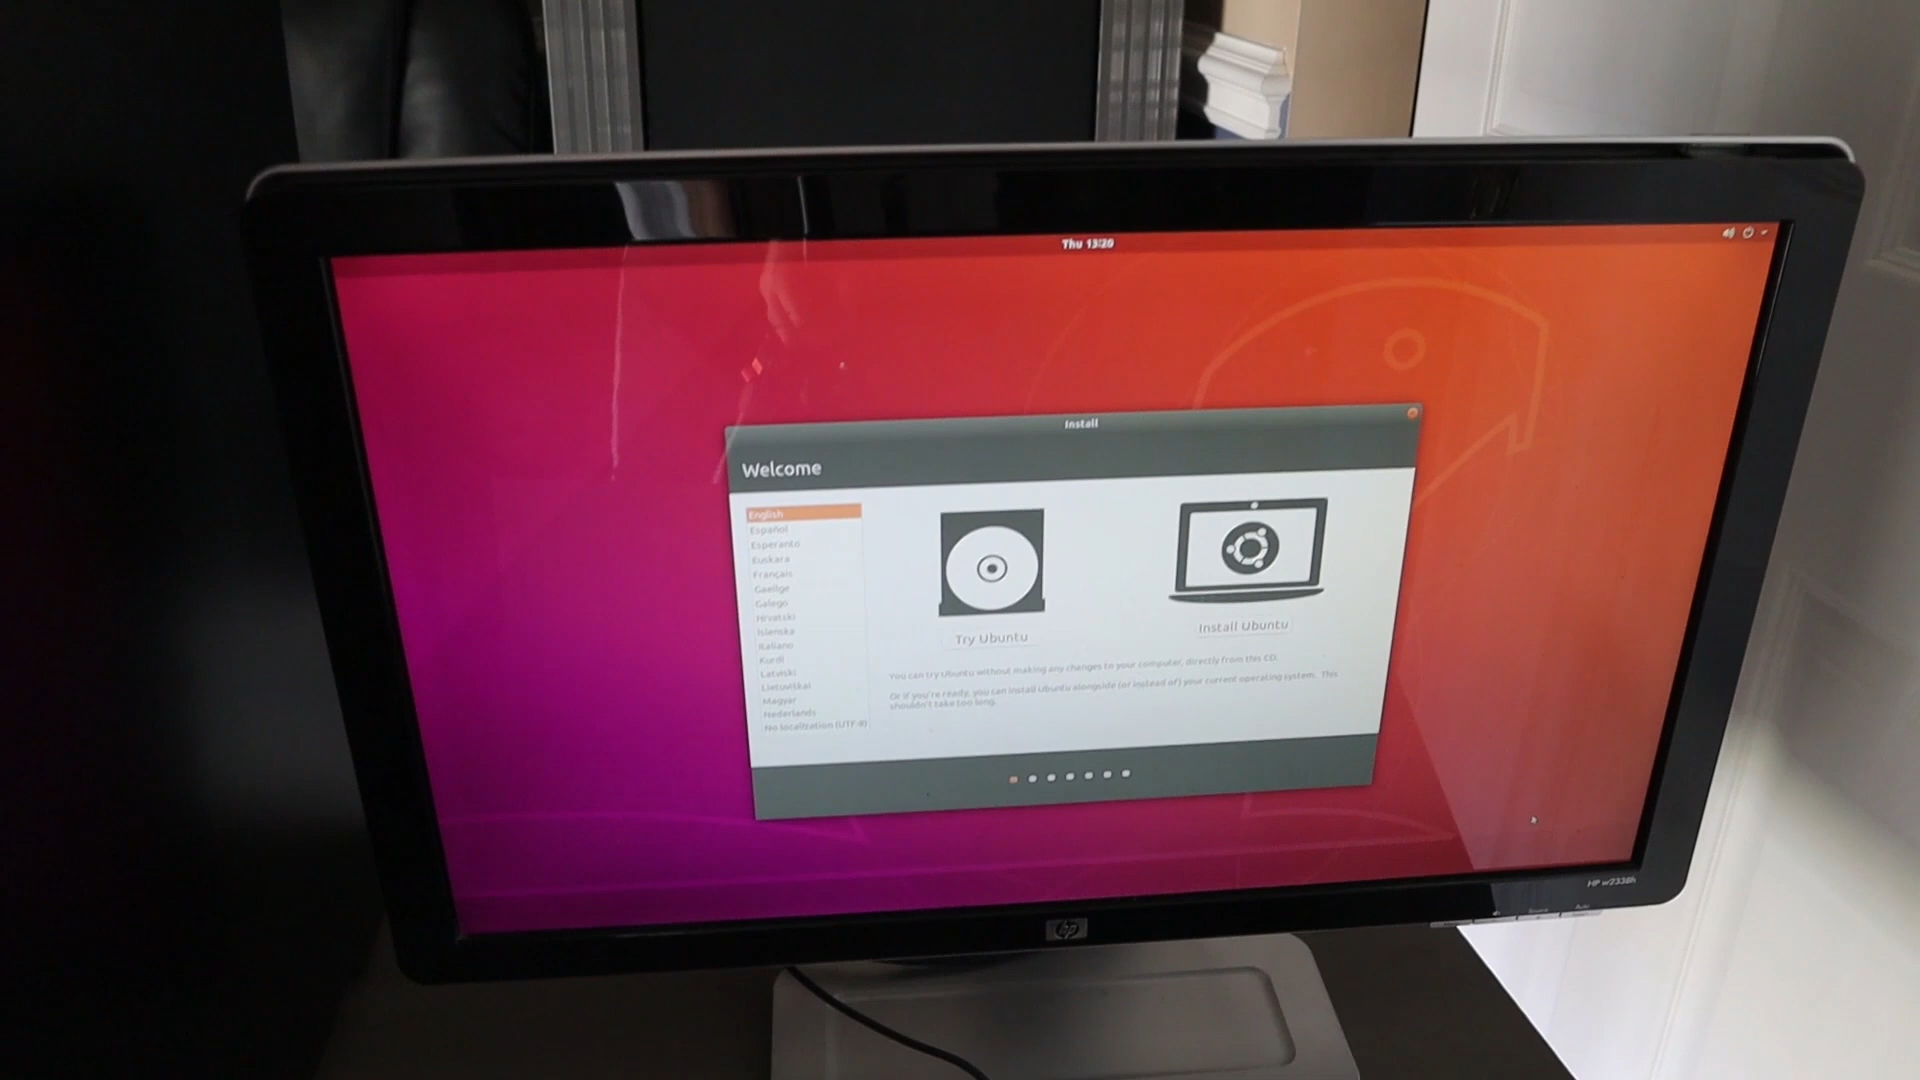 Thu 13:20
Install
Welcome
English
Español
Esperanto
Euskara
Français
Gaeilge
Galego
Hrvatski
Íslenska
Italiano
Kurdî
Latviski
Lietuviškai
Magyar
Nederlands
No localization (UTF-8)
Try Ubuntu
Install Ubuntu
You can try Ubuntu without making any changes to your computer, directly from this CD.
Or if you're ready, you can install Ubuntu alongside (or instead of) your current operating system. This
shouldn't take too long.
HP w2338h
Source
Auto
hp